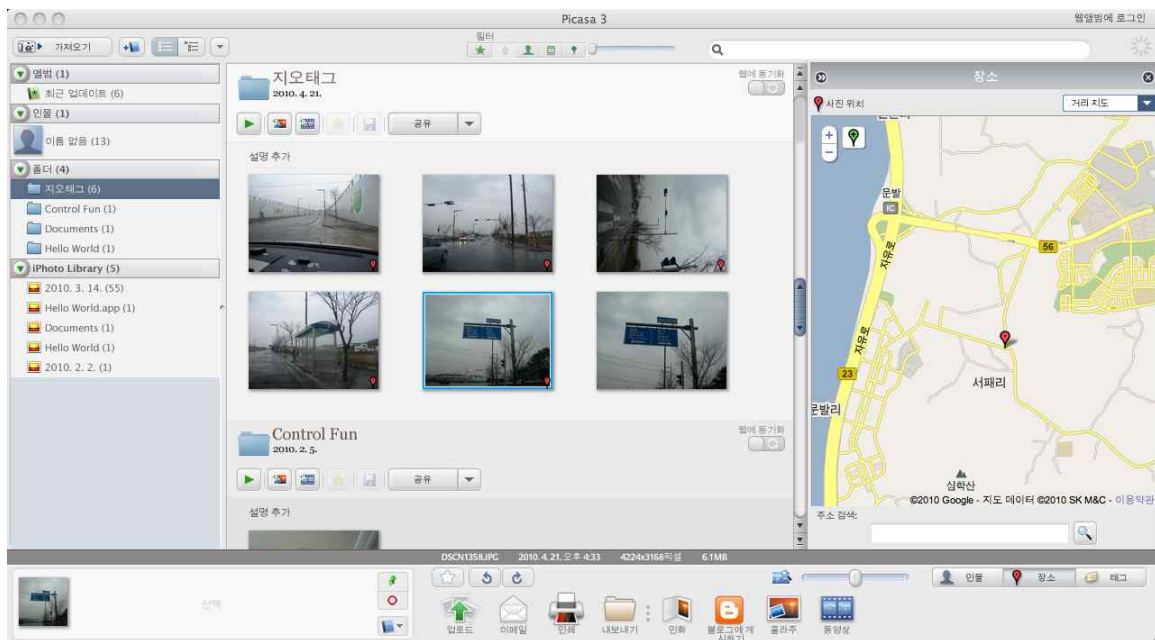 Picasa 3
웹앨범에 로그인
가져오기
필터
앨범 (1)
최근 업데이트 (6)
인물 (1)
이름 없음 (13)
폴더 (4)
지오태그 (6)
Control Fun (1)
Documents (1)
Hello World (1)
iPhoto Library (5)
2010. 3. 14. (55)
Hello World.app (1)
Documents (1)
Hello World (1)
2010. 2. 2. (1)
지오태그
2010. 4. 21.
웹에 동기화
공유
설명 추가
Control Fun
2010. 2. 5.
웹에 동기화
공유
설명 추가
장소
사진 위치
거리 지도
문발
IC
자유로
56
자유로
23
서패리
문발리
심학산
©2010 Google - 지도 데이터 ©2010 SK M&C - 이용약관
주소 검색:
DSCN1358.JPG 2010. 4. 21. 오후 4:33 4224x3168픽셀 6.1MB
선택
인물
장소
태그
업로드
이메일
인쇄
내보내기
인화
블로그에 게시하기
콜라주
동영상